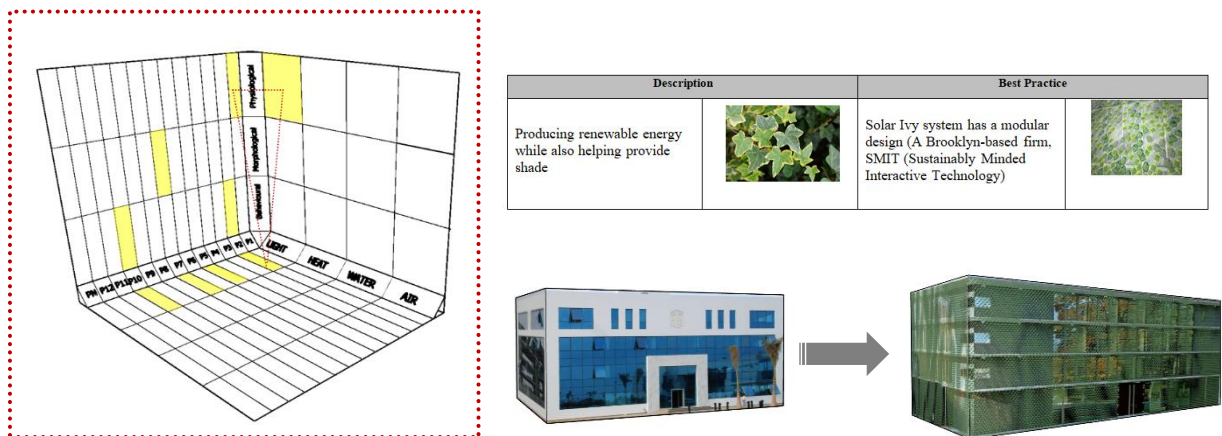 Physiological
Morphological
Behavioural
PN P12 P11 P10 P9 P8 P7 P6 P5 P4 P3 P2 P1
LIGHT
HEAT
WATER
AIR
Description
Best Practice
Producing renewable energy
while also helping provide
shade
Solar Ivy system has a modular
design (A Brooklyn-based firm,
SMIT (Sustainably Minded
Interactive Technology)